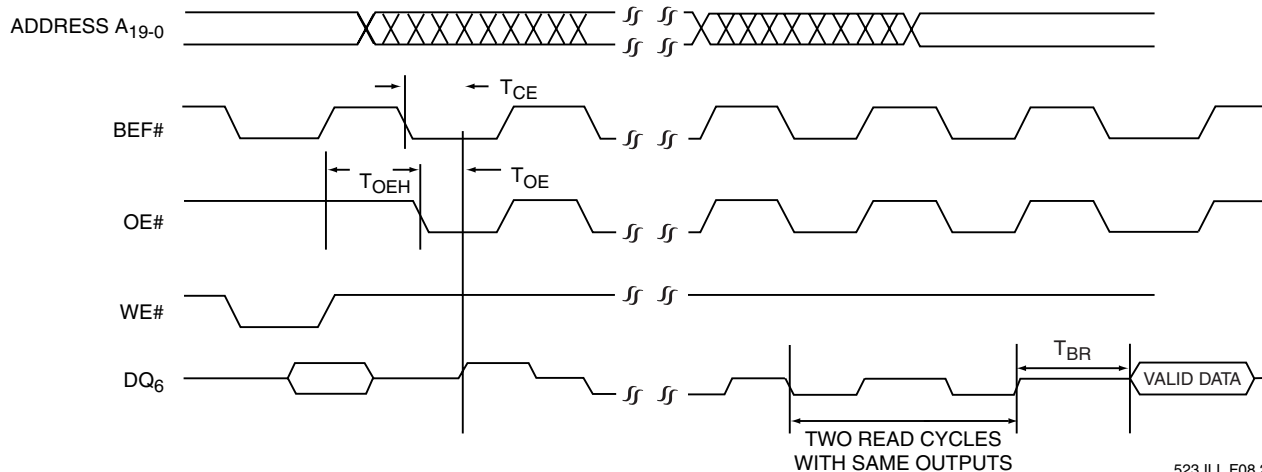 ADDRESS A19-0
TCE
BEF#
TOEH
TOE
OE#
WE#
TBR
DQ6
VALID DATA
TWO READ CYCLES
WITH SAME OUTPUTS